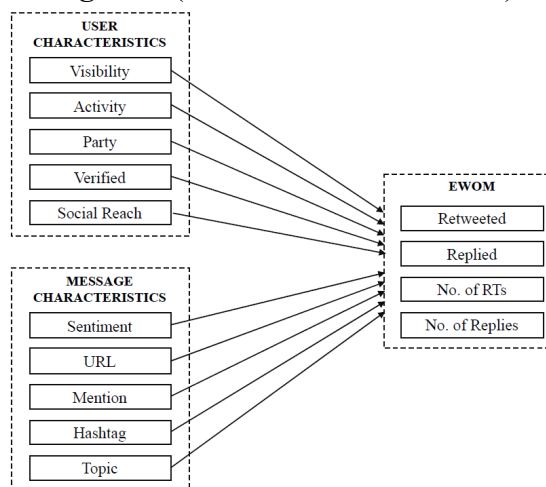 USER
CHARACTERISTICS
Visibility
Activity
Party
Verified
Social Reach
MESSAGE
CHARACTERISTICS
Sentiment
URL
Mention
Hashtag
Topic
EWOM
Retweeted
Replied
No. of RTs
No. of Replies